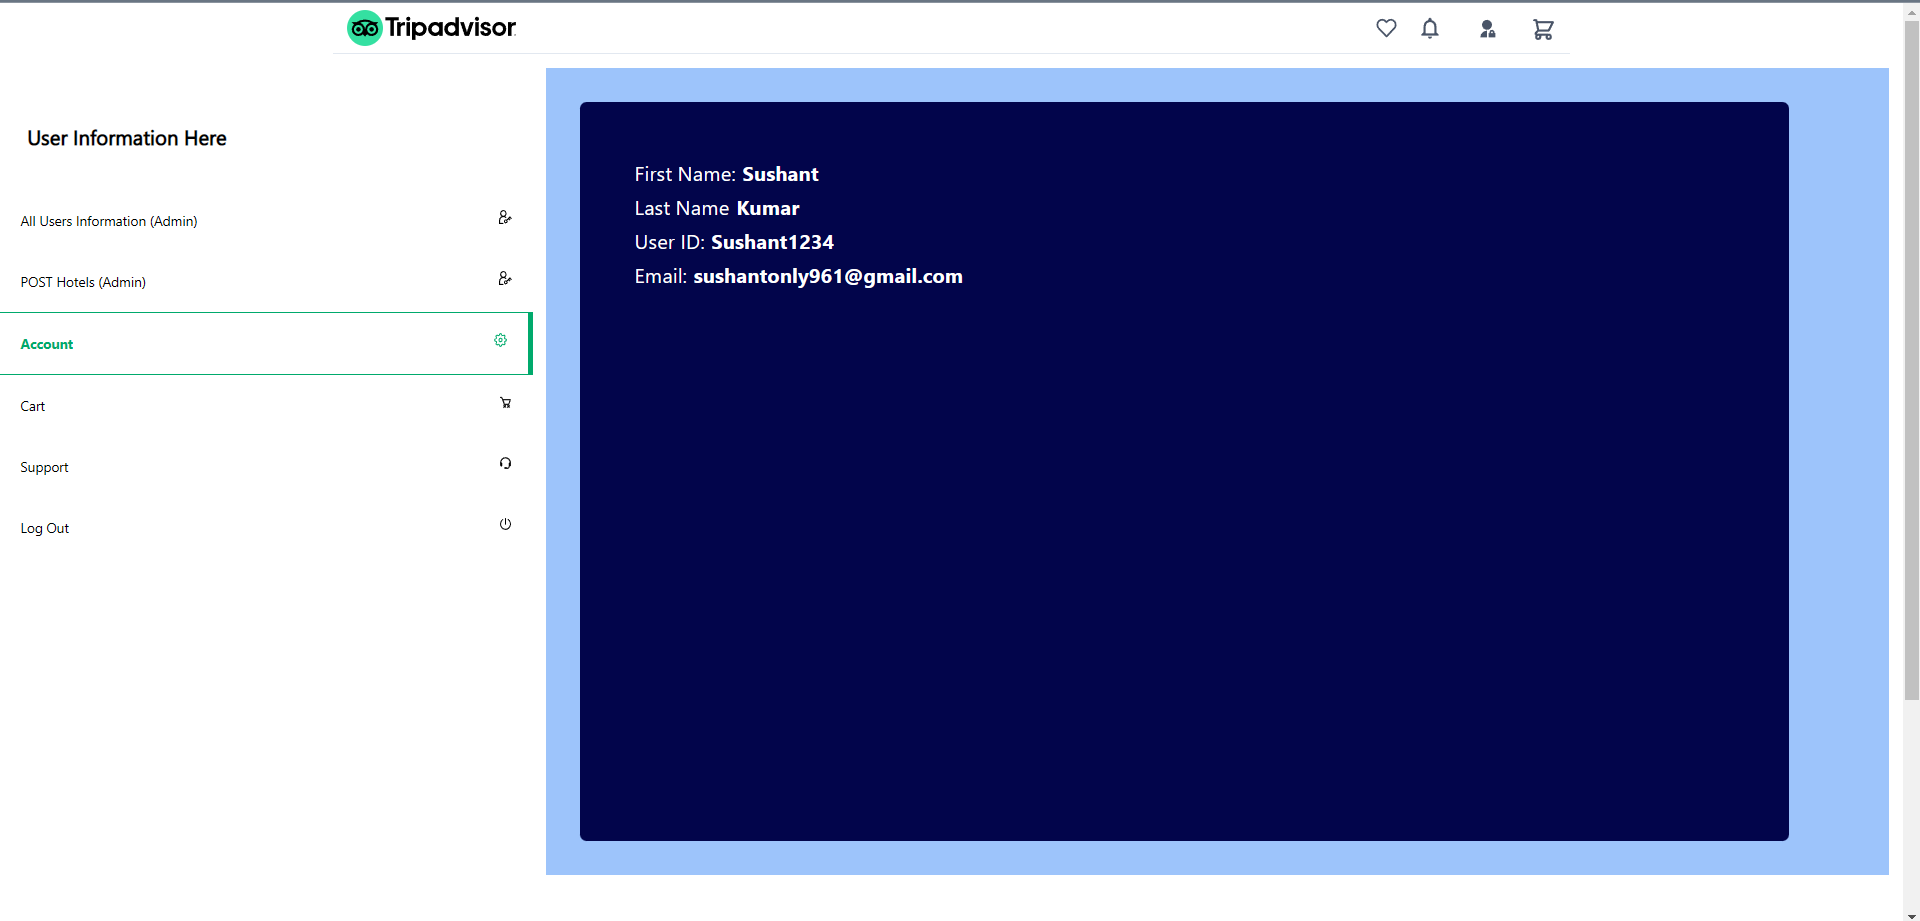 Tripadvisor
User Information Here
All Users Information (Admin)
POST Hotels (Admin)
Account
Cart
Support
Log Out
First Name: Sushant
Last Name Kumar
User ID: Sushant1234
Email: sushantonly961@gmail.com